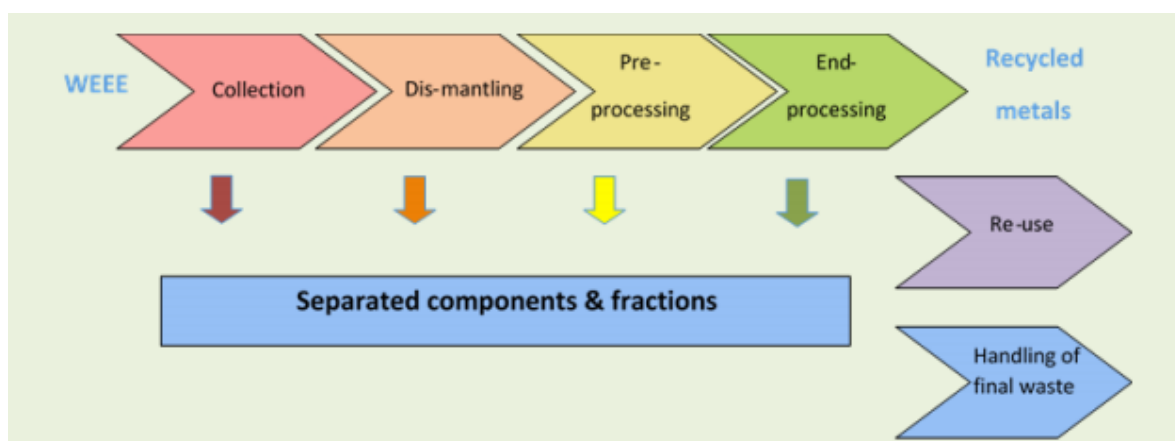 WEEE
Collection
Dis-mantling
Pre-
processing
End-
processing
Recycled
metals
Re-use
Separated components & fractions
Handling of
final waste